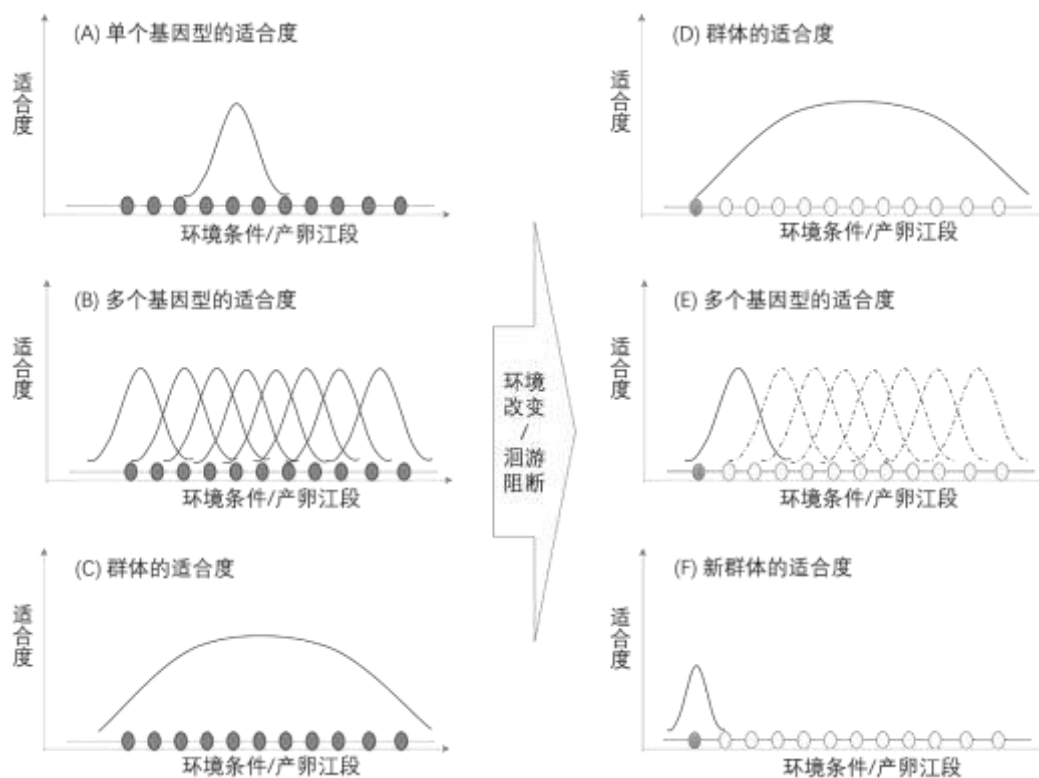 (A) 单个基因型的适合度
适合度
环境条件/产卵江段
(B) 多个基因型的适合度
适合度
环境条件/产卵江段
(C) 群体的适合度
适合度
环境条件/产卵江段
环境
改变
/
洄游
阻断
(D) 群体的适合度
适合度
环境条件/产卵江段
(E) 多个基因型的适合度
适合度
环境条件/产卵江段
(F) 新群体的适合度
适合度
环境条件/产卵江段